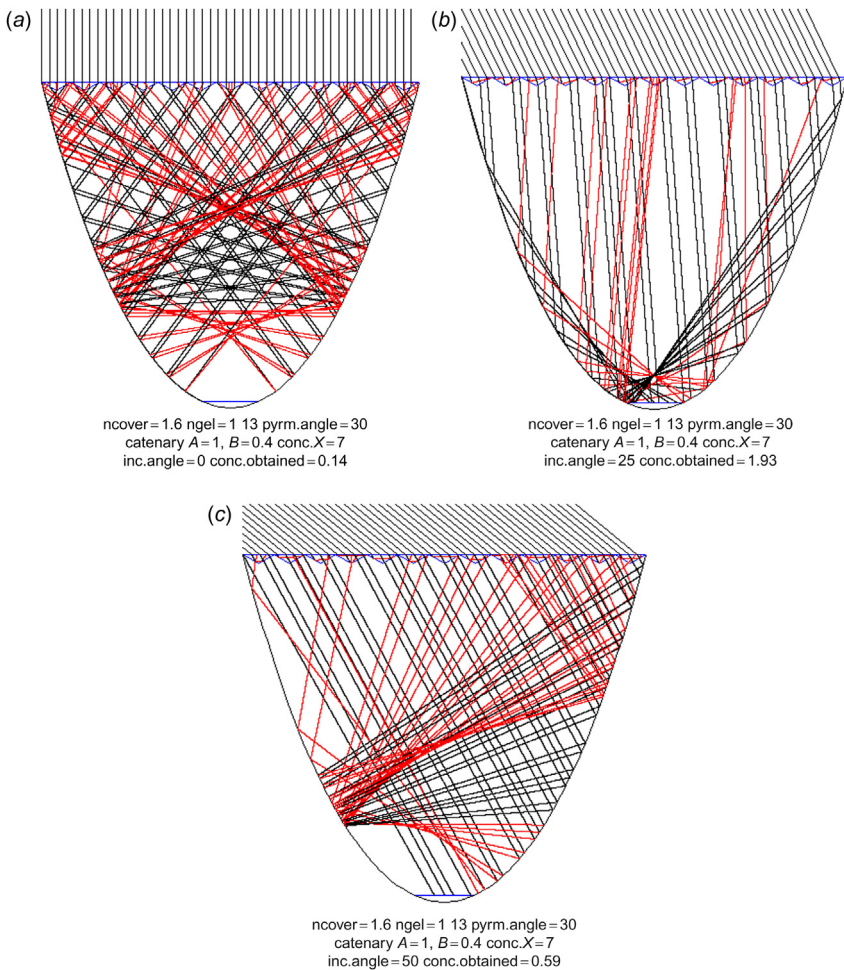 (a)
ncover=1.6 ngel=1 13 pyrm.angle=30
catenary A=1, B=0.4 conc.X=7
inc.angle=0 conc.obtained=0.14
(b)
ncover=1.6 ngel=1 13 pyrm.angle=30
catenary A=1, B=0.4 conc.X=7
inc.angle=25 conc.obtained=1.93
(c)
ncover=1.6 ngel=1 13 pyrm.angle=30
catenary A=1, B=0.4 conc.X=7
inc.angle=50 conc.obtained=0.59